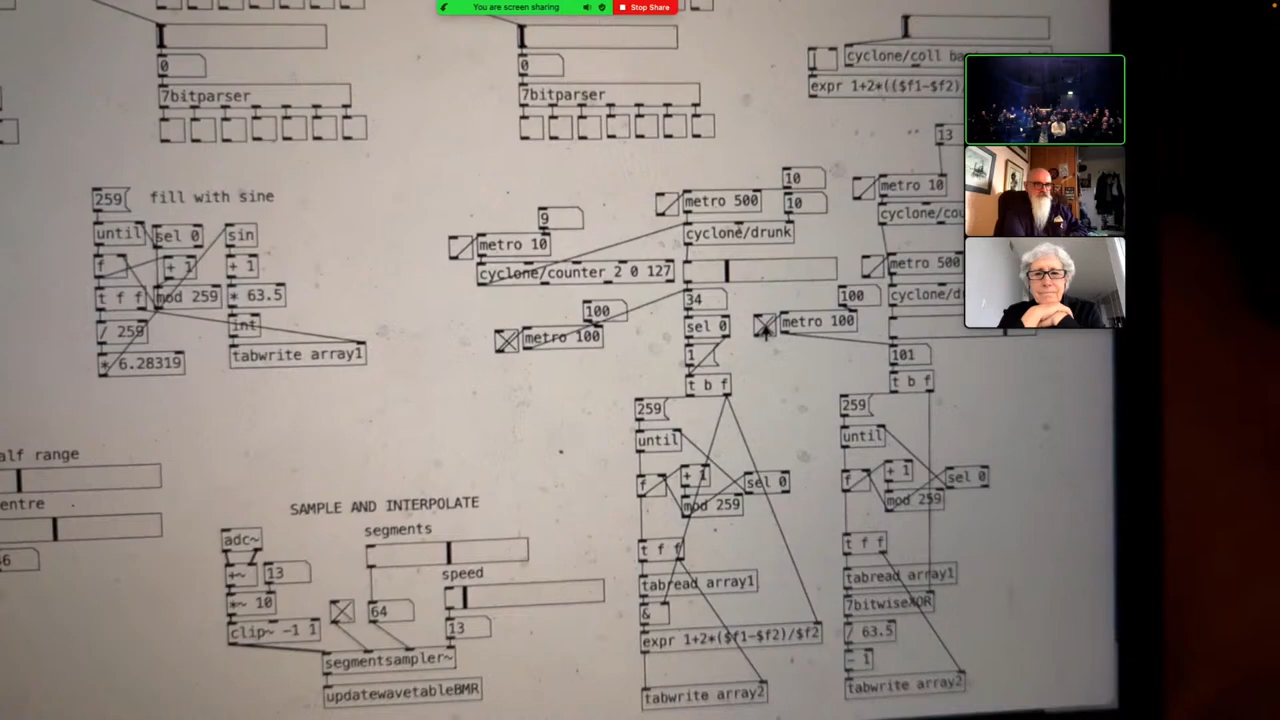 You are screen sharing
Stop Share
0
7bitparser
0
7bitparser
cyclone/coll
expr 1+2*(($f1-$f2)
13
259
fill with sine
until
sel 0
sin
f
+ 1
+ 1
t f f
mod 259
* 63.5
/ 259
int
* 6.28319
tabwrite array1
9
metro 10
cyclone/counter 2 0 127
100
metro 100
10
metro 500
10
cyclone/drunk
34
sel 0
1
t b f
259
until
+ 1
sel 0
f
mod 259
t f f
tabread array1
&
expr 1+2*($f1-$f2)/$f2
tabwrite array2
metro 10
metro 500
100
metro 100
101
t b f
259
until
+ 1
sel 0
f
mod 259
t f f
tabread array1
7bitwiseXOR
/ 63.5
- 1
tabwrite array2
alf range
entre
SAMPLE AND INTERPOLATE
segments
adc~
+~
13
speed
*~ 10
64
clip~ -1 1
13
segmentsampler~
updatewavetableBMR